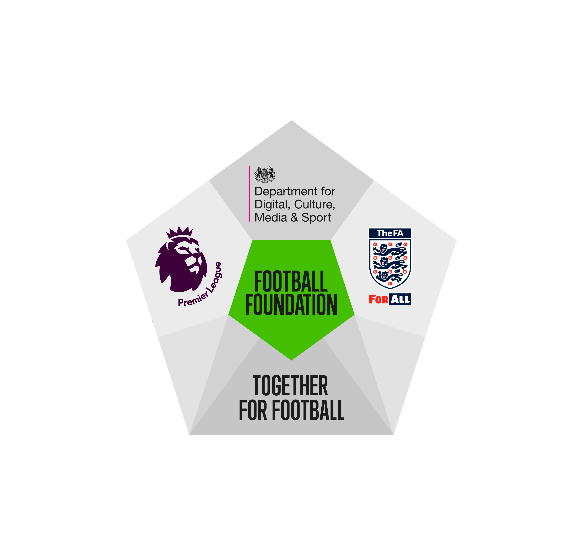 Department for
Digital, Culture,
Media & Sport
Premier League
TheFA
FOR ALL
FOOTBALL
FOUNDATION
TOGETHER
FOR FOOTBALL